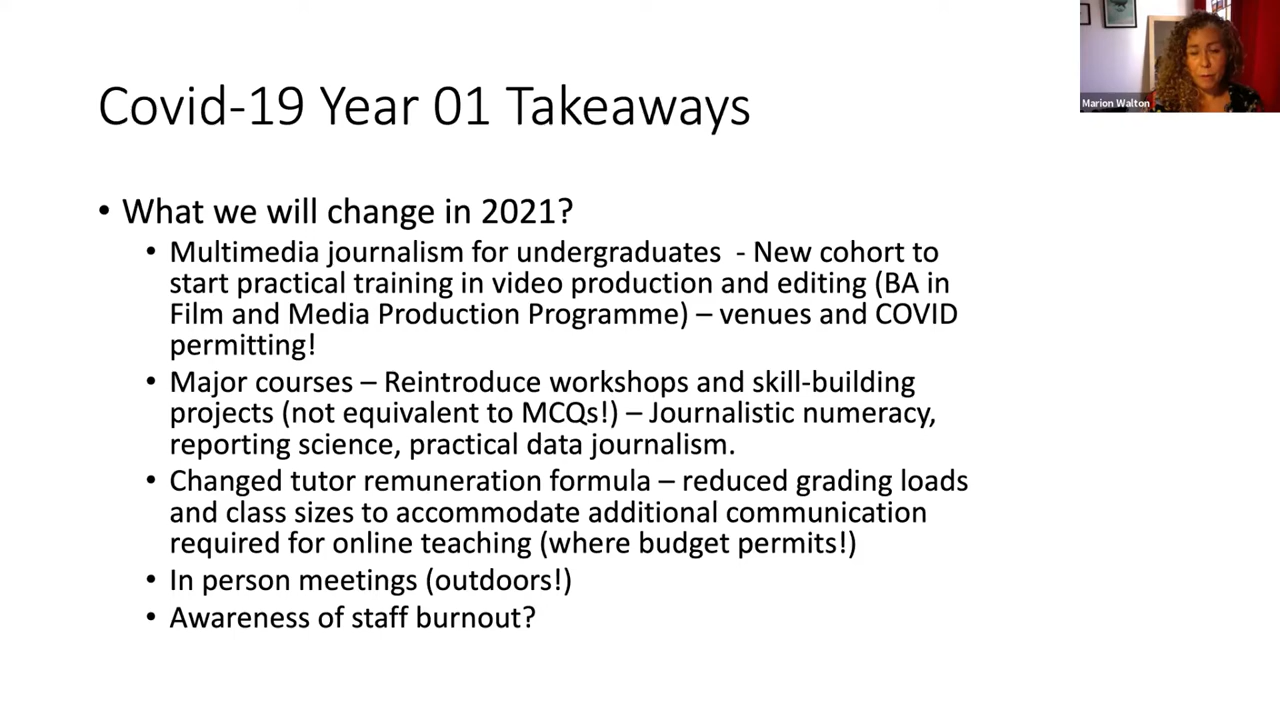 Covid-19 Year 01 Takeaways
Marion Walton
• What we will change in 2021?
• Multimedia journalism for undergraduates - New cohort to
start practical training in video production and editing (BA in
Film and Media Production Programme) – venues and COVID
permitting!
• Major courses – Reintroduce workshops and skill-building
projects (not equivalent to MCQs!) – Journalistic numeracy,
reporting science, practical data journalism.
• Changed tutor remuneration formula – reduced grading loads
and class sizes to accommodate additional communication
required for online teaching (where budget permits!)
• In person meetings (outdoors!)
• Awareness of staff burnout?